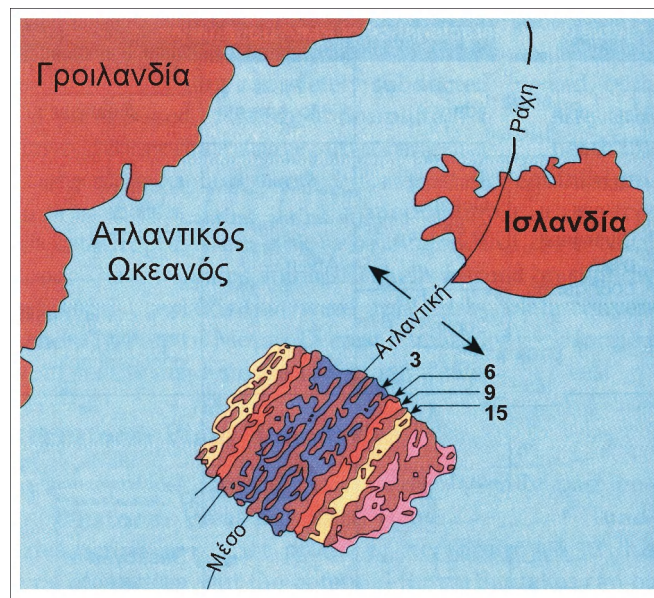 Γροιλανδία
Ράχη
Ισλανδία
Ατλαντικός
Ωκεανός
Ατλαντική
3
6
9
15
Μέσο